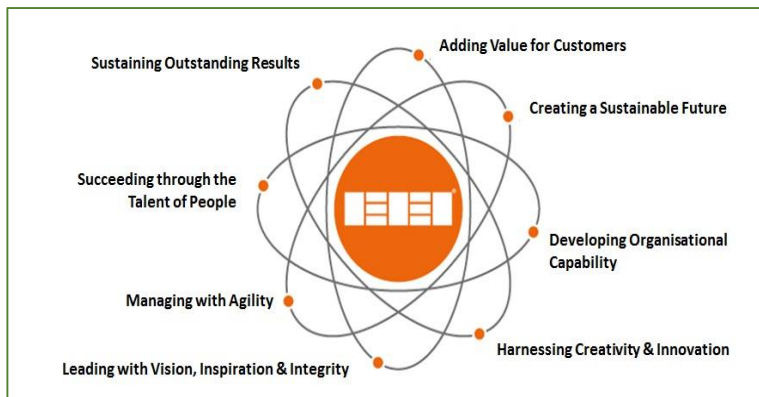 Adding Value for Customers
Sustaining Outstanding Results
Creating a Sustainable Future
Succeeding through the
Talent of People
Developing Organisational
Capability
Managing with Agility
Harnessing Creativity & Innovation
Leading with Vision, Inspiration & Integrity